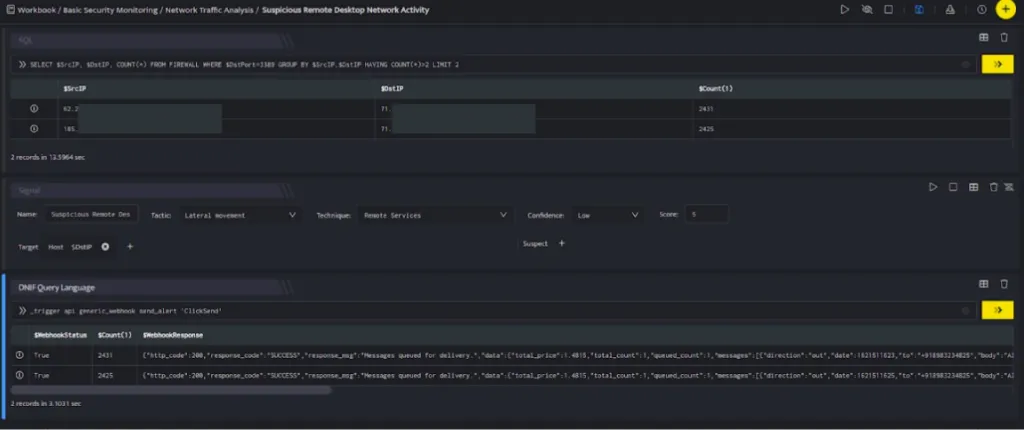 Workbook / Basic Security Monitoring / Network Traffic Analysis / Suspicious Remote Desktop Network Activity
SQL
SELECT $SrcIP, $DstIP, COUNT(*) FROM FIREWALL WHERE $DstPort=3389 GROUP BY $SrcIP,$DstIP HAVING COUNT(*)>2 LIMIT 2
$SrcIP $DstIP $Count(1)
62.2 71. 2431
185. 71. 2425
2 records in 13.5964 sec
Signal
Name: Suspicious Remote Des Tactic: Lateral movement Technique: Remote Services Confidence: Low Score: 5
Target Host $DstIP + Suspect +
DNIF Query Language
_trigger api generic_webhook send_alert 'ClickSend'
$WebhookStatus $Count(1) $WebhookResponse
True 2431 {"http_code":200,"response_code":"SUCCESS","response_msg":"Messages queued for delivery.","data":{"total_price":1.4815,"total_count":1,"queued_count":1,"messages":[{"direction":"out","date":1621511623,"to":"+918983234825","body":"Al
True 2425 {"http_code":200,"response_code":"SUCCESS","response_msg":"Messages queued for delivery.","data":{"total_price":1.4815,"total_count":1,"queued_count":1,"messages":[{"direction":"out","date":1621511625,"to":"+918983234825","body":"Al
2 records in 3.1031 sec